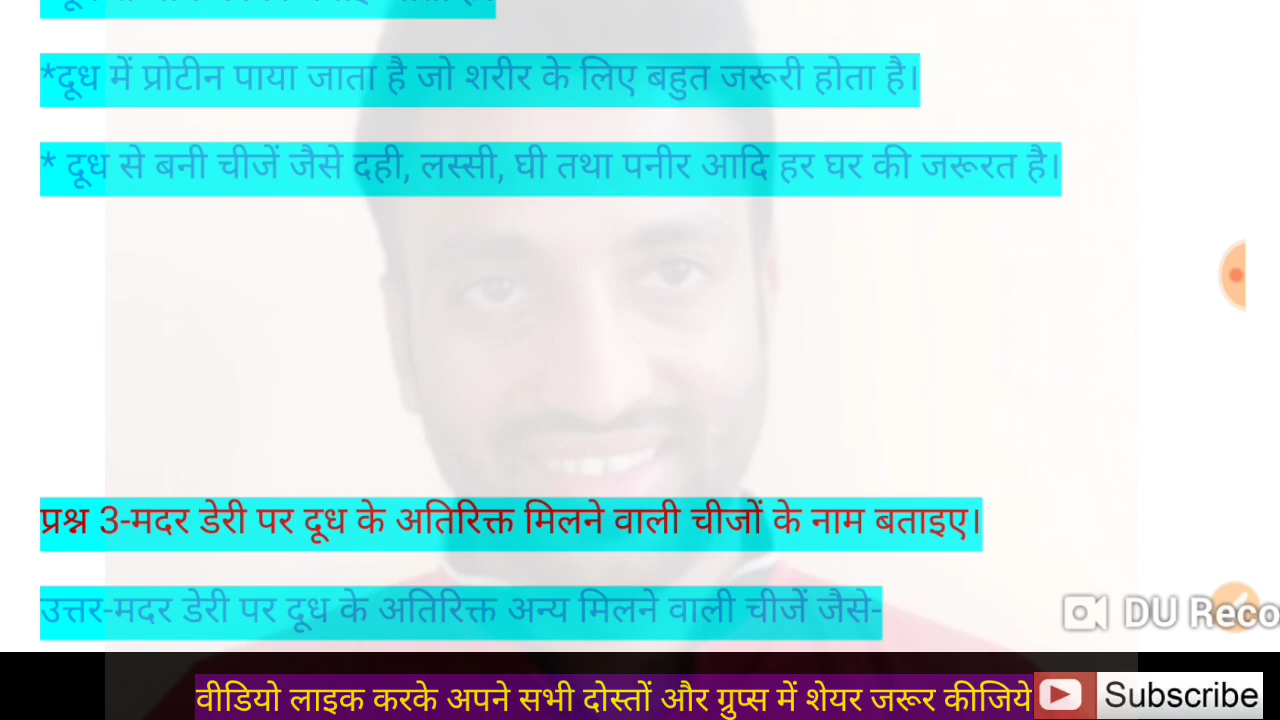 *दूध में प्रोटीन पाया जाता है जो शरीर के लिए बहुत जरूरी होता है।
* दूध से बनी चीजें जैसे दही, लस्सी, घी तथा पनीर आदि हर घर की जरूरत है।
प्रश्न 3-मदर डेरी पर दूध के अतिरिक्त मिलने वाली चीजों के नाम बताइए।
उत्तर-मदर डेरी पर दूध के अतिरिक्त अन्य मिलने वाली चीजें जैसे-
DU Reco
वीडियो लाइक करके अपने सभी दोस्तों और ग्रुप्स में शेयर जरूर कीजिये
Subscribe